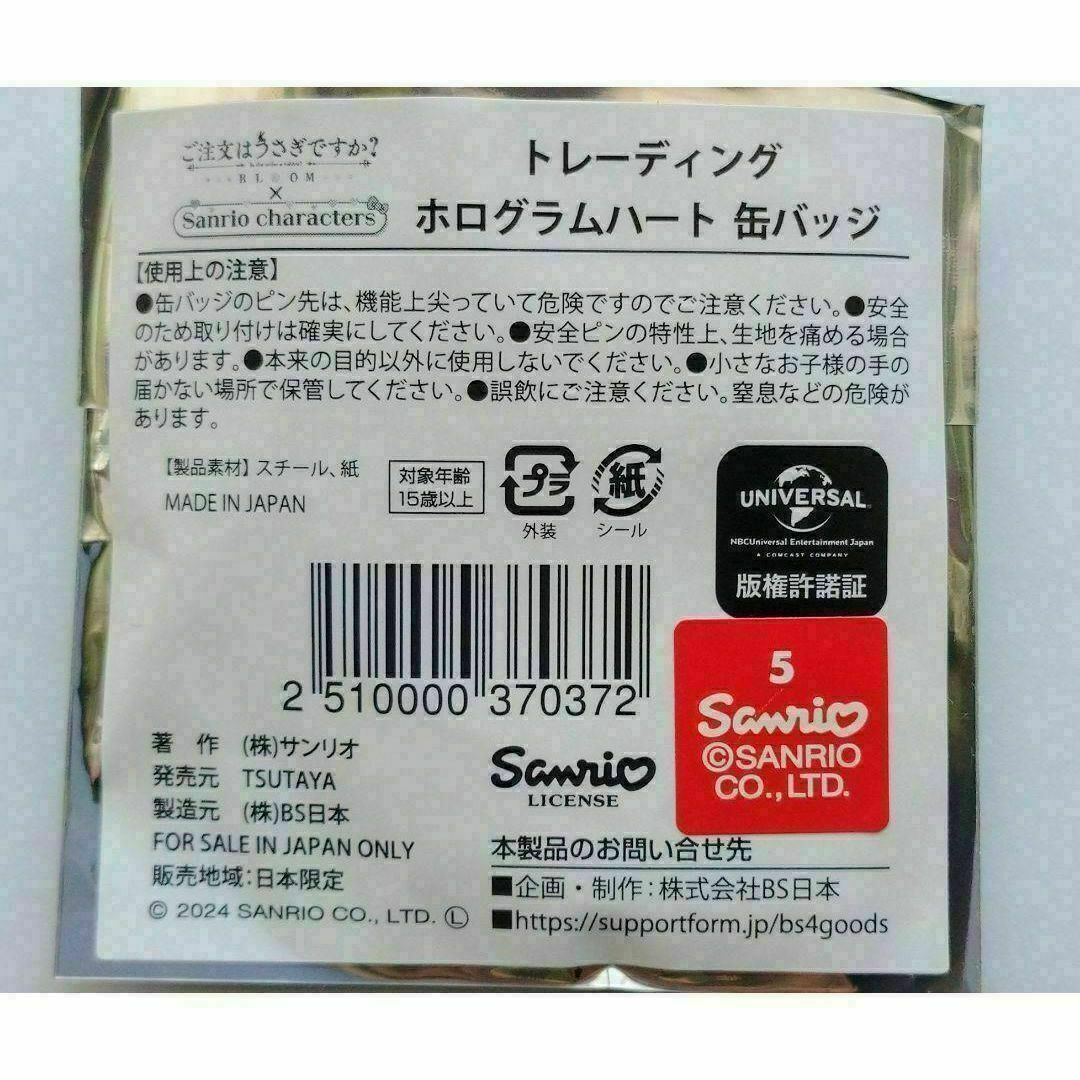 ご注文はうさぎですか?
BLOOM
×
Sanrio characters
トレーディング
ホログラムハート 缶バッジ
【使用上の注意】
●缶バッジのピン先は、機能上尖っていて危険ですのでご注意ください。●安全
のため取り付けは確実にしてください。●安全ピンの特性上、生地を痛める場合
があります。●本来の目的以外に使用しないでください。●小さなお子様の手の
届かない場所で保管してください。●誤飲にご注意ください。窒息などの危険が
あります。
【製品素材】スチール、紙
MADE IN JAPAN
対象年齢
15歳以上
プラ
外装
紙
シール
UNIVERSAL
NBCUniversal Entertainment Japan
A COMCAST COMPANY
版権許諾証
2 510000 370372
5
Sanrio
©SANRIO
CO.,LTD.
著 作 (株)サンリオ
発売元 TSUTAYA
製造元 (株)BS日本
FOR SALE IN JAPAN ONLY
販売地域:日本限定
© 2024 SANRIO CO., LTD. Ⓛ
Sanrio
LICENSE
本製品のお問い合せ先
■企画・制作:株式会社BS日本
■https://supportform.jp/bs4goods